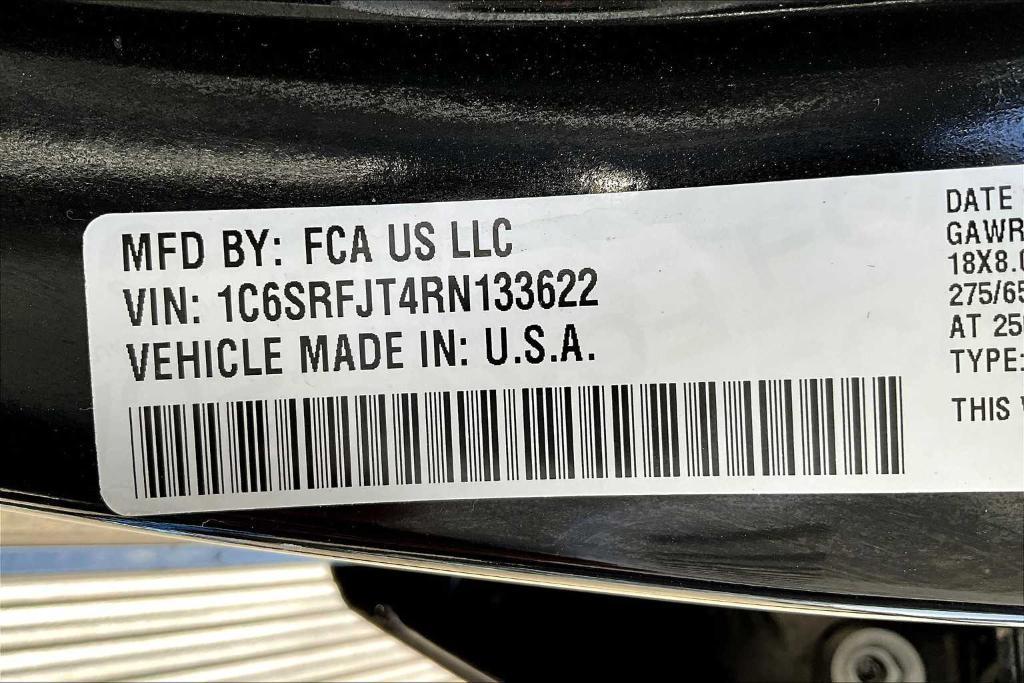 MFD BY: FCA US LLC
VIN: 1C6SRFJT4RN133622
VEHICLE MADE IN: U.S.A.
DATE
GAWR
18X8.0
275/65
AT 25
TYPE:
THIS